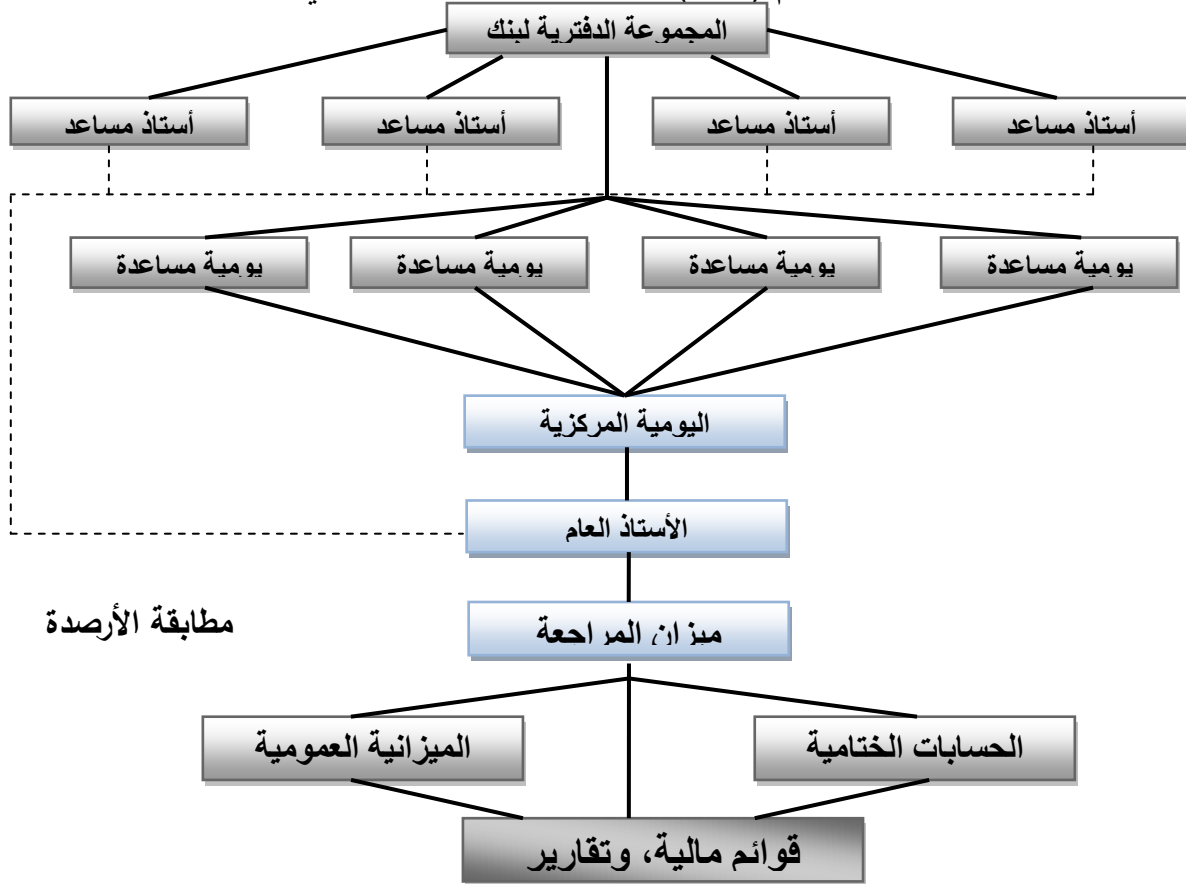 المجموعة الدفترية لبنك
أستاذ مساعد
أستاذ مساعد
أستاذ مساعد
أستاذ مساعد
يومية مساعدة
يومية مساعدة
يومية مساعدة
يومية مساعدة
اليومية المركزية
الأستاذ العام
ميزان المراجعة
مطابقة الأرصدة
الحسابات الختامية
الميزانية العمومية
قوائم مالية، وتقارير